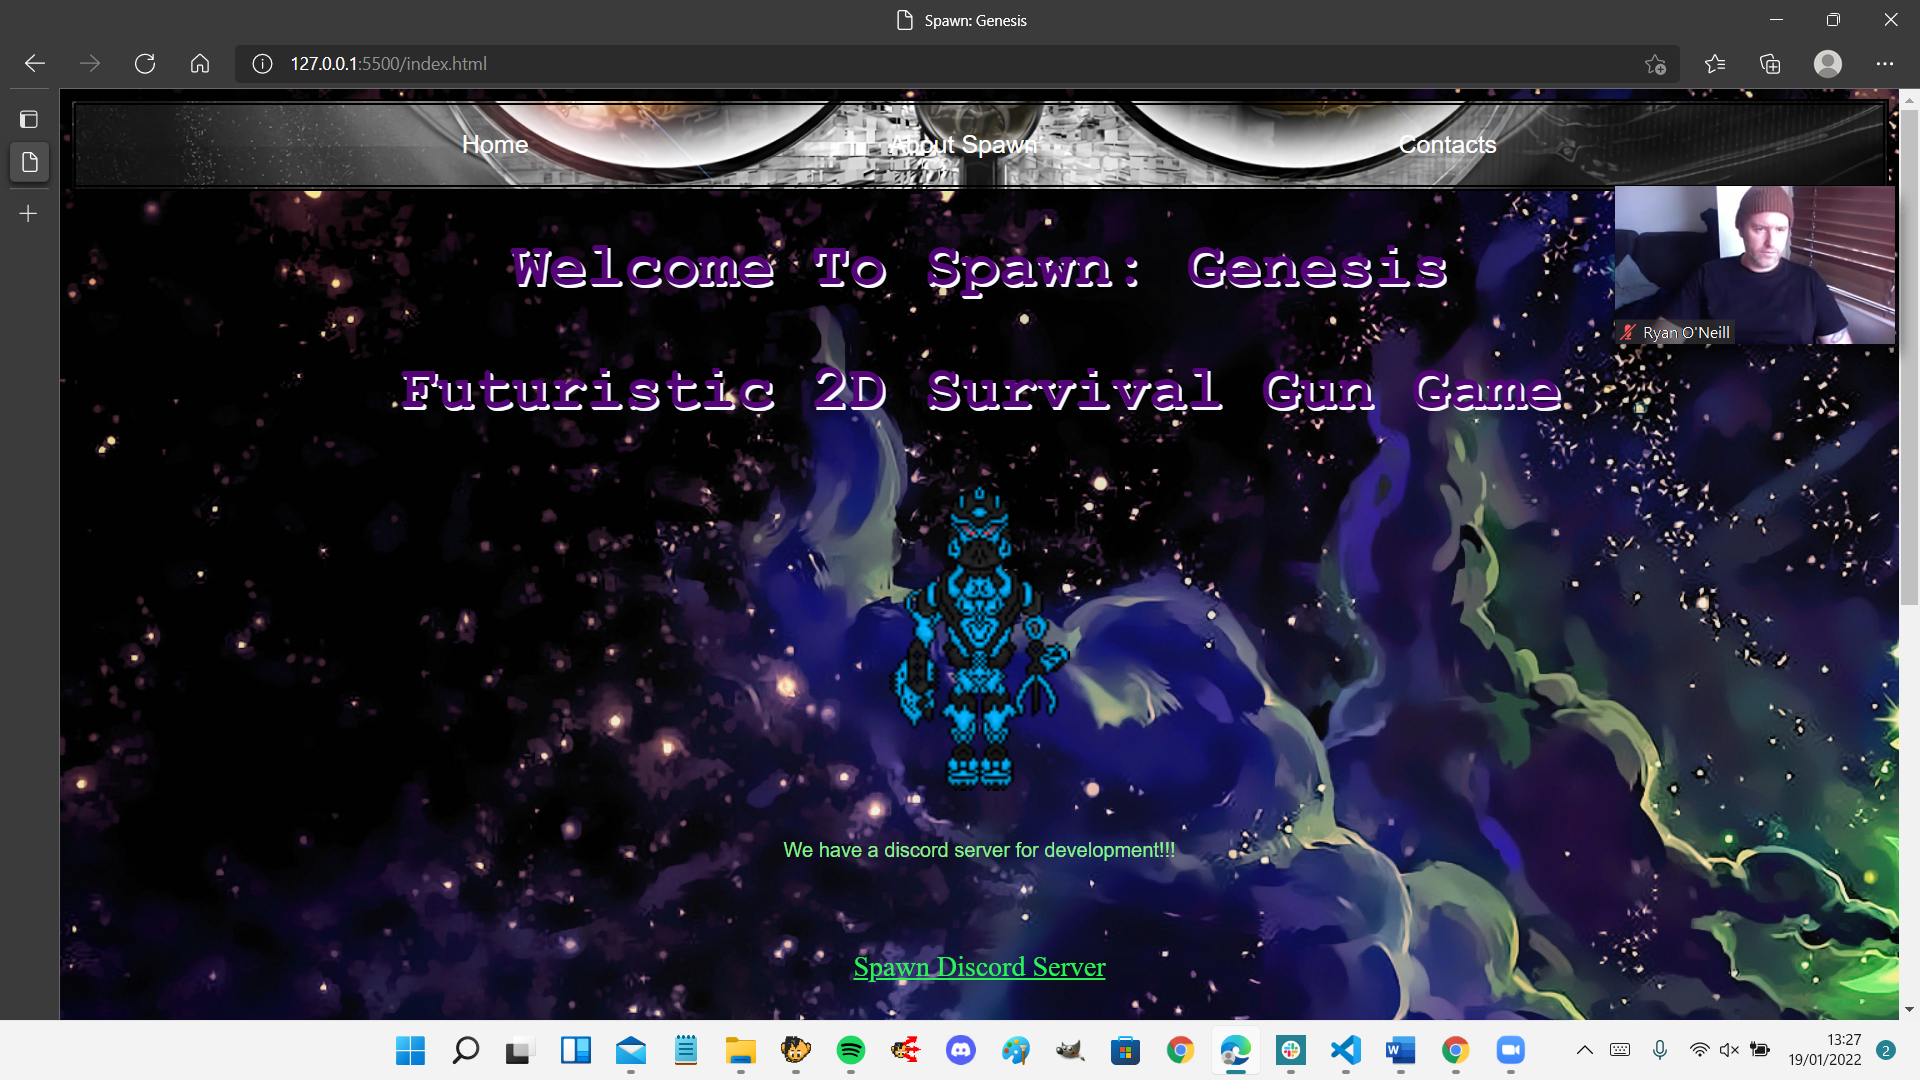 Spawn: Genesis
127.0.0.1:5500/index.html
Home
About Spawn
Contacts
Welcome To Spawn: Genesis
Ryan O'Neill
Futuristic 2D Survival Gun Game
We have a discord server for development!!!
Spawn Discord Server
13:27
19/01/2022
2